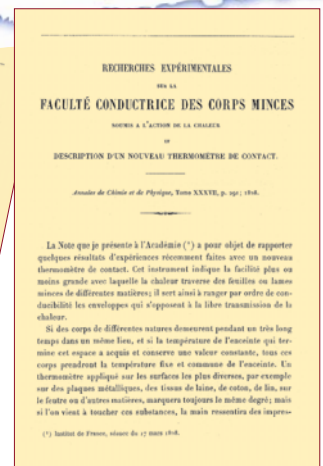 RECHERCHES EXPÉRIMENTALES
SUR LA
FACULTÉ CONDUCTRICE DES CORPS MINCES
SOUMIS A L'ACTION DE LA CHALEUR
ET
DESCRIPTION D'UN NOUVEAU THERMOMÈTRE DE CONTACT.
Annales de Chimie et de Physique, Tome XXXVII, p. 291; 1828.
La Note que je présente à l'Académie (*) a pour objet de rapporter
quelques résultats d'expériences récemment faites avec un nouveau
thermomètre de contact. Cet instrument indique la facilité plus ou
moins grande avec laquelle la chaleur traverse des feuilles ou lames
minces de différentes matières; il sert ainsi à ranger par ordre de con-
ducibilité les enveloppes qui s'opposent à la libre transmission de la
chaleur.
Si des corps de différentes natures demeurent pendant un très long
temps dans un même lieu, et si la température de l'enceinte qui ter-
mine cet espace a acquis et conserve une valeur constante, tous ces
corps prendront la température fixe et commune de l'enceinte. Un
thermomètre appliqué sur les surfaces les plus diverses, par exemple
sur des plaques métalliques, des tissus de laine, de coton, de lin, sur
le feutre ou d'autres matières, marquera toujours le même degré; mais
si l'on vient à toucher ces substances, la main ressentira des impres-
(*) Institut de France, séance du 17 mars 1828.